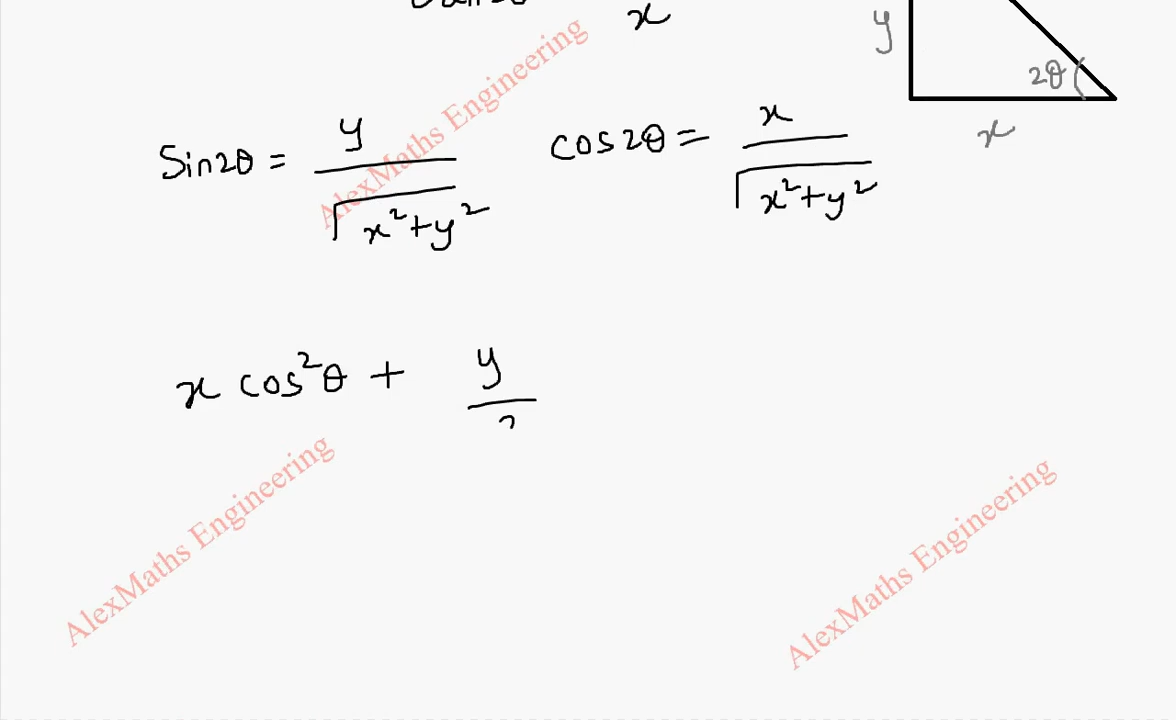 x
y
2θ
x
Sin2θ = y / √x²+y²   cos2θ = x / √x²+y²
x cos²θ + y /
AlexMaths Engineering
AlexMaths Engineering
AlexMaths Engineering